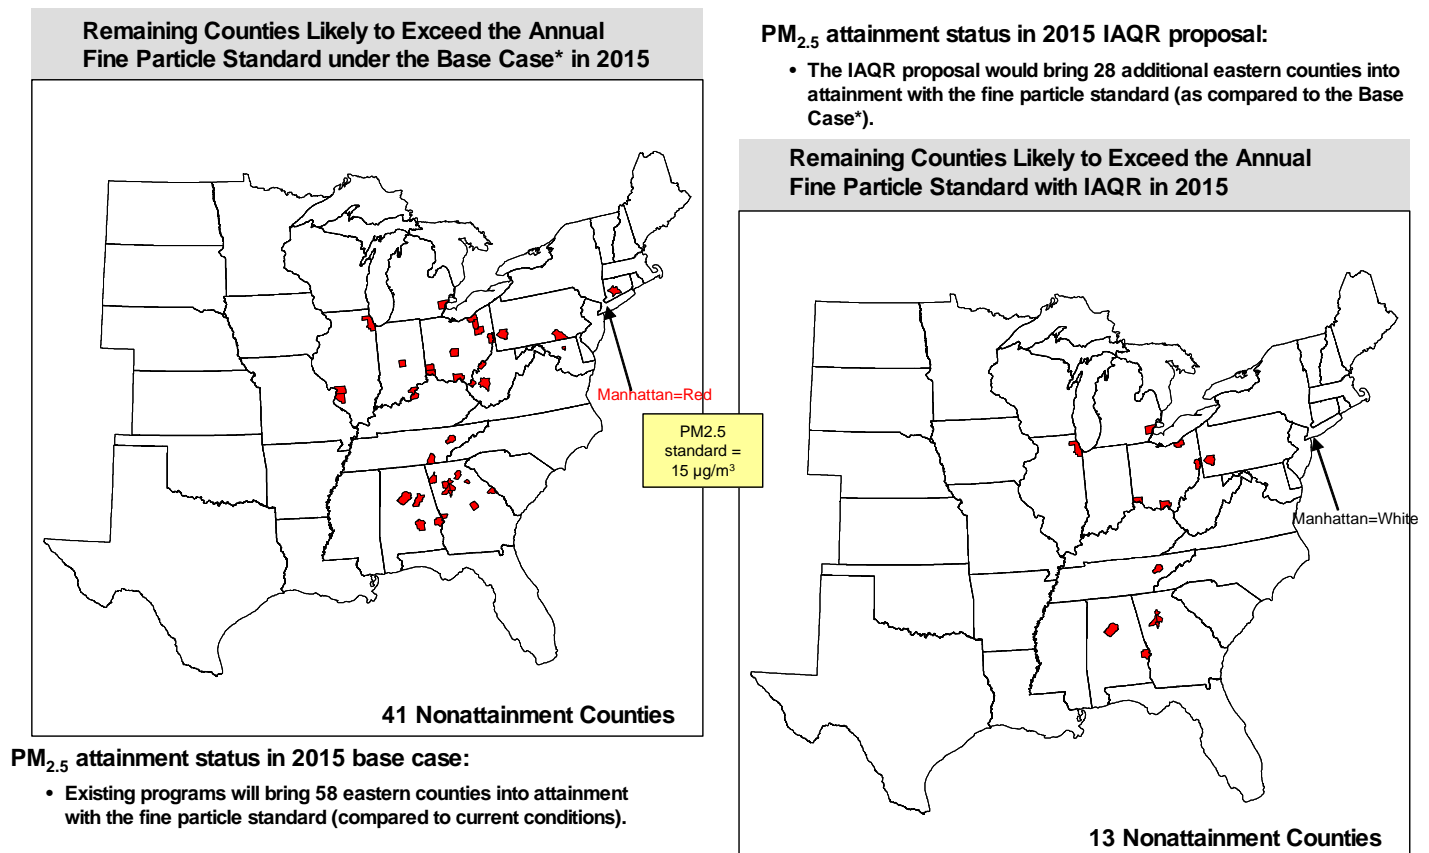 Remaining Counties Likely to Exceed the Annual
Fine Particle Standard under the Base Case* in 2015
Manhattan=Red
41 Nonattainment Counties
PM2.5 attainment status in 2015 base case:
• Existing programs will bring 58 eastern counties into attainment
with the fine particle standard (compared to current conditions).
PM2.5
standard =
15 µg/m³
PM2.5 attainment status in 2015 IAQR proposal:
• The IAQR proposal would bring 28 additional eastern counties into
attainment with the fine particle standard (as compared to the Base
Case*).
Remaining Counties Likely to Exceed the Annual
Fine Particle Standard with IAQR in 2015
Manhattan=White
13 Nonattainment Counties